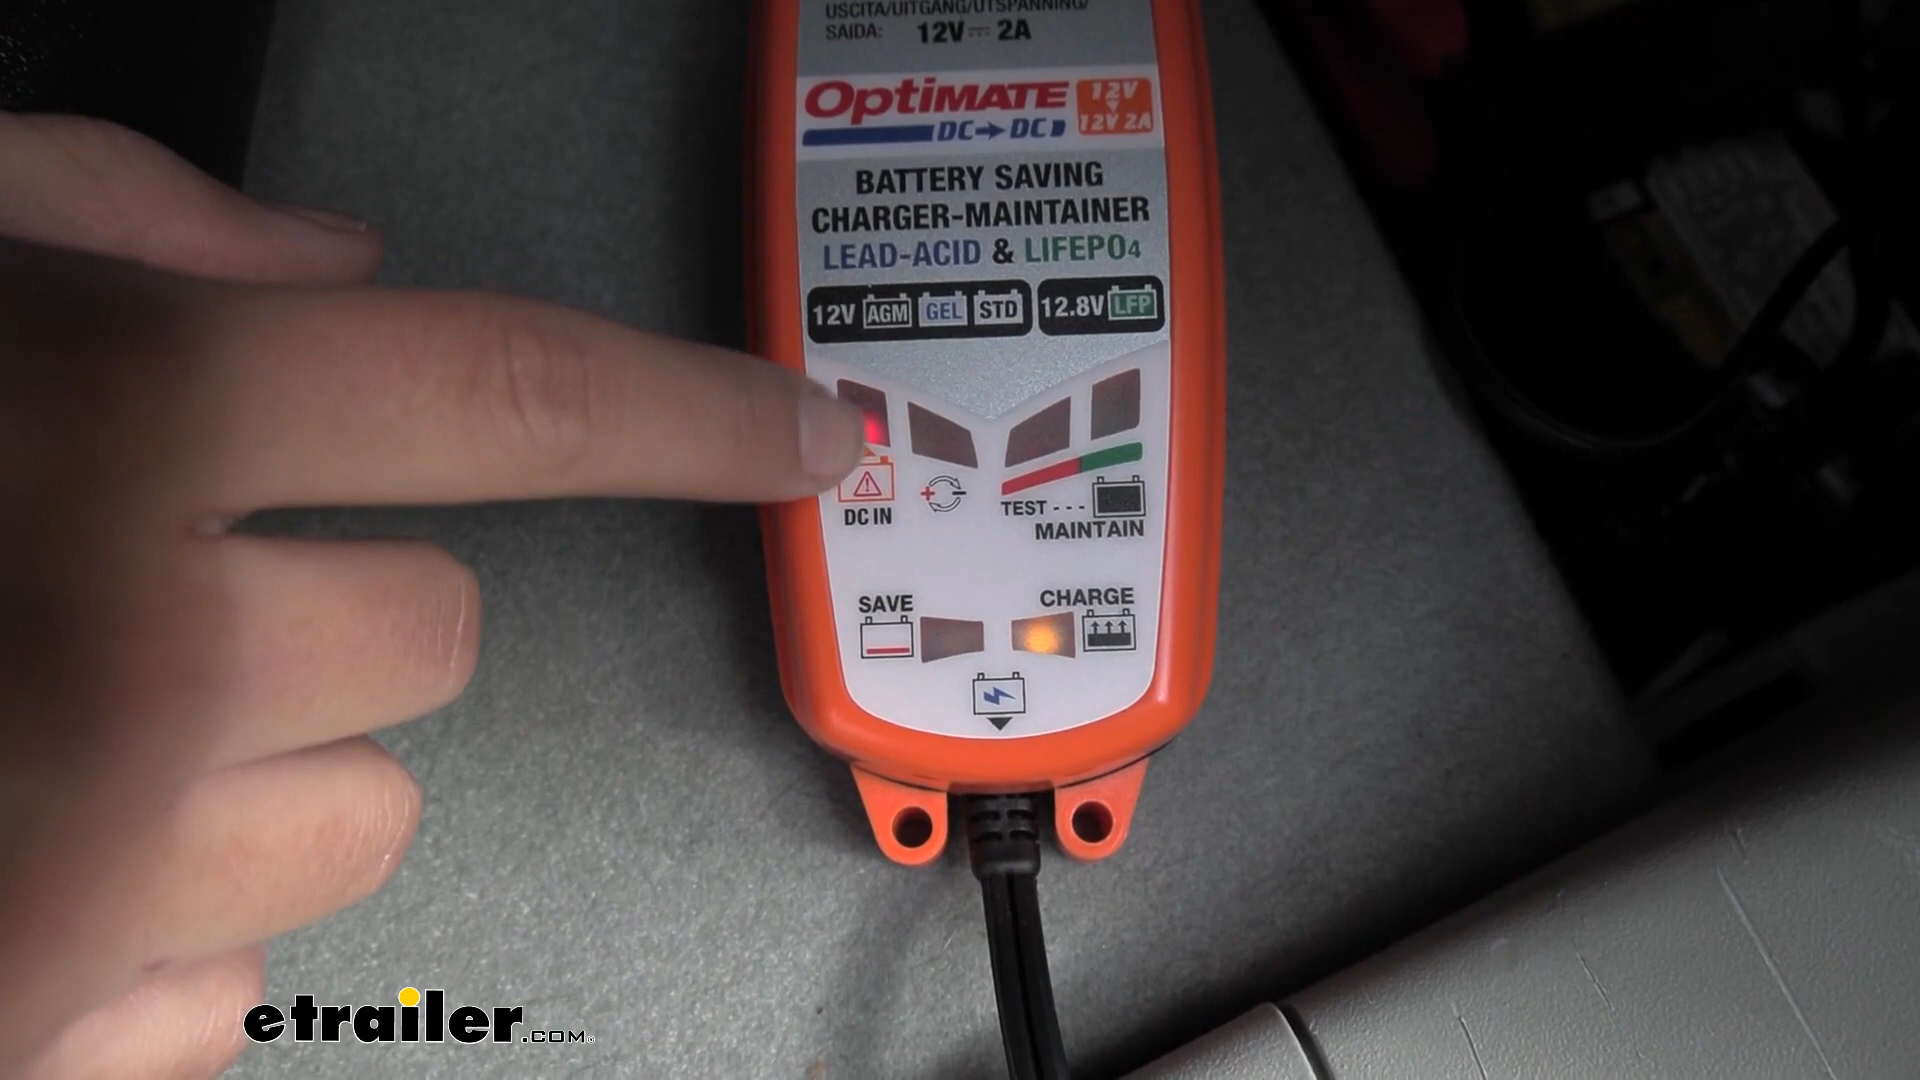 USCITA/UITGANG/UTSPANNING/
SAIDA: 12V 2A
OptiMATE
12V
12V 2A
DC→DC
BATTERY SAVING
CHARGER-MAINTAINER
LEAD-ACID & LIFEPO4
12V AGM GEL STD 12.8V LFP
DC IN
TEST ---
MAINTAIN
SAVE
CHARGE
etrailer.COM